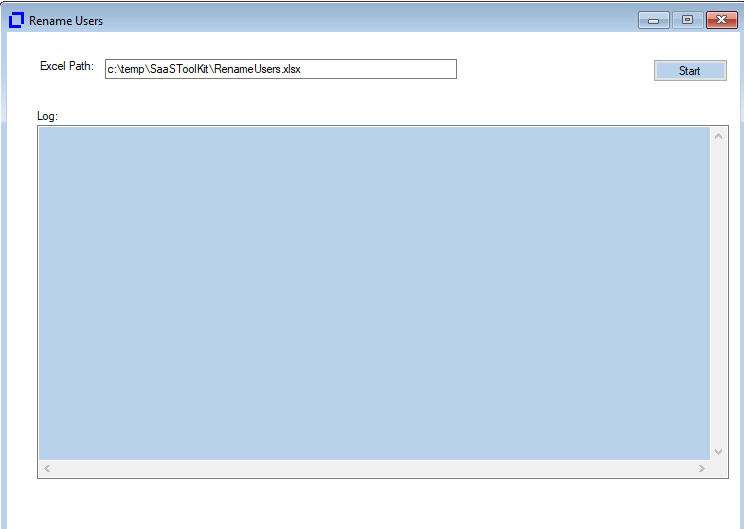 Rename Users
Excel Path: c:\temp\SaaSToolKit\RenameUsers.xlsx
Start
Log: